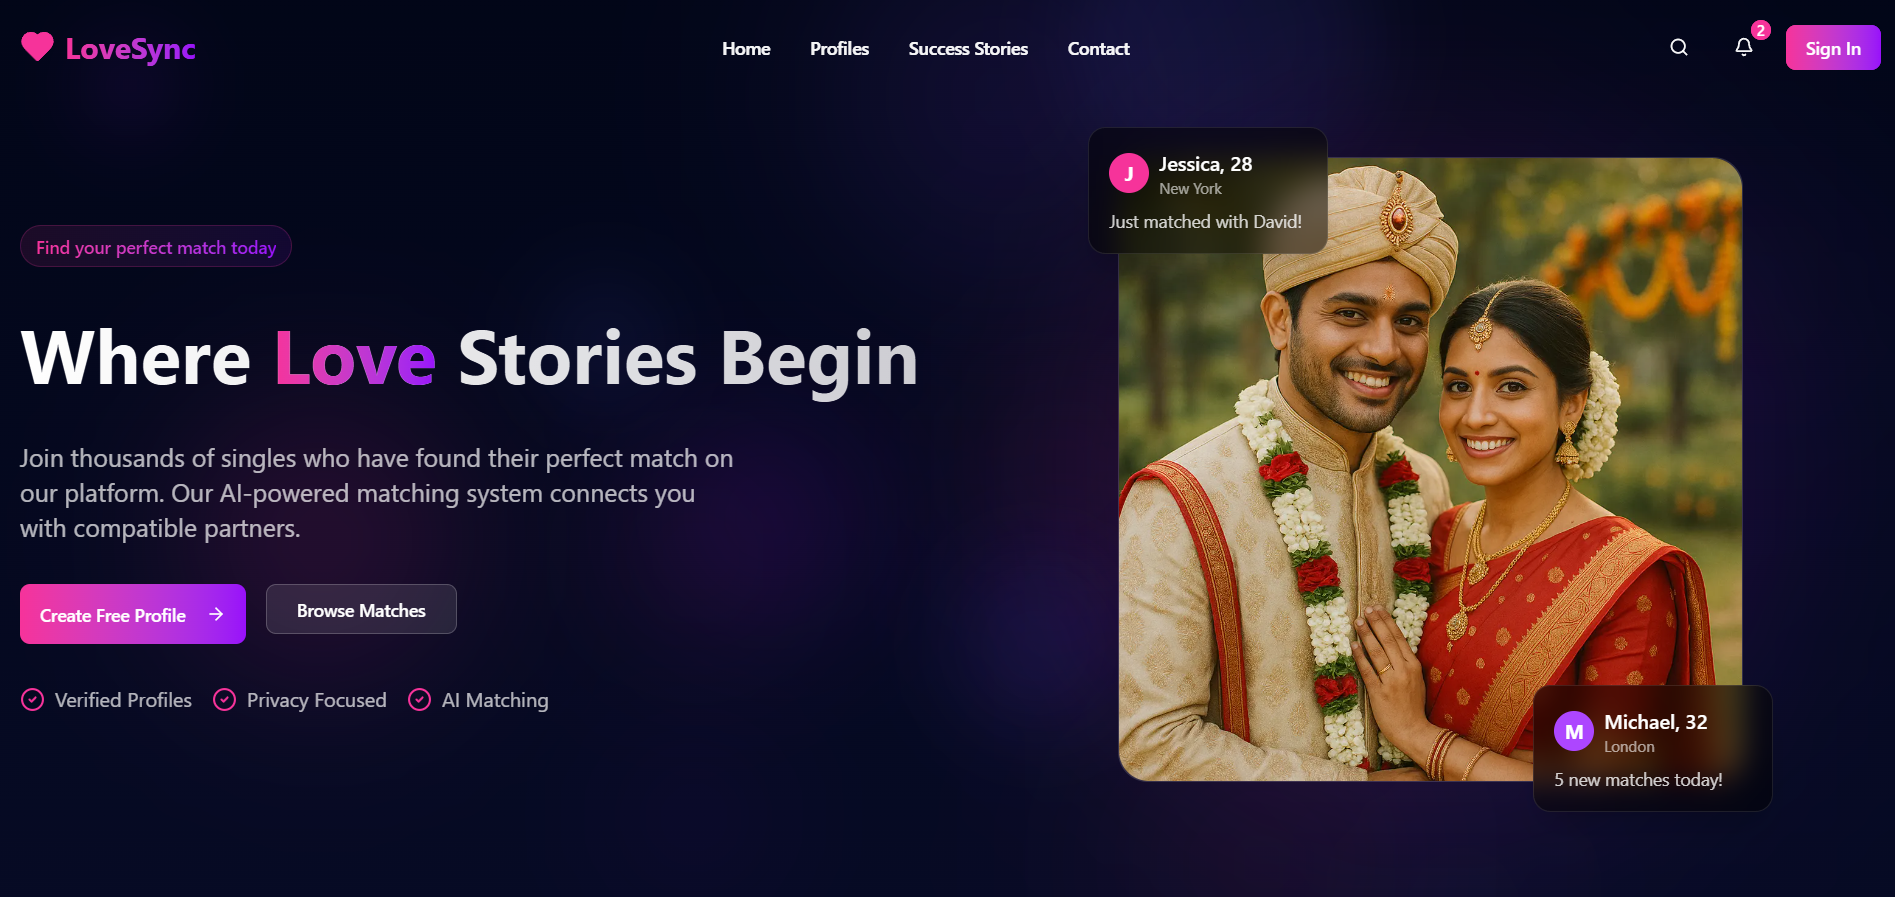 LoveSync
Home
Profiles
Success Stories
Contact
2
Sign In
Find your perfect match today
Where Love Stories Begin
Join thousands of singles who have found their perfect match on
our platform. Our AI-powered matching system connects you
with compatible partners.
Create Free Profile
Browse Matches
Verified Profiles
Privacy Focused
AI Matching
J
Jessica, 28
New York
Just matched with David!
M
Michael, 32
London
5 new matches today!